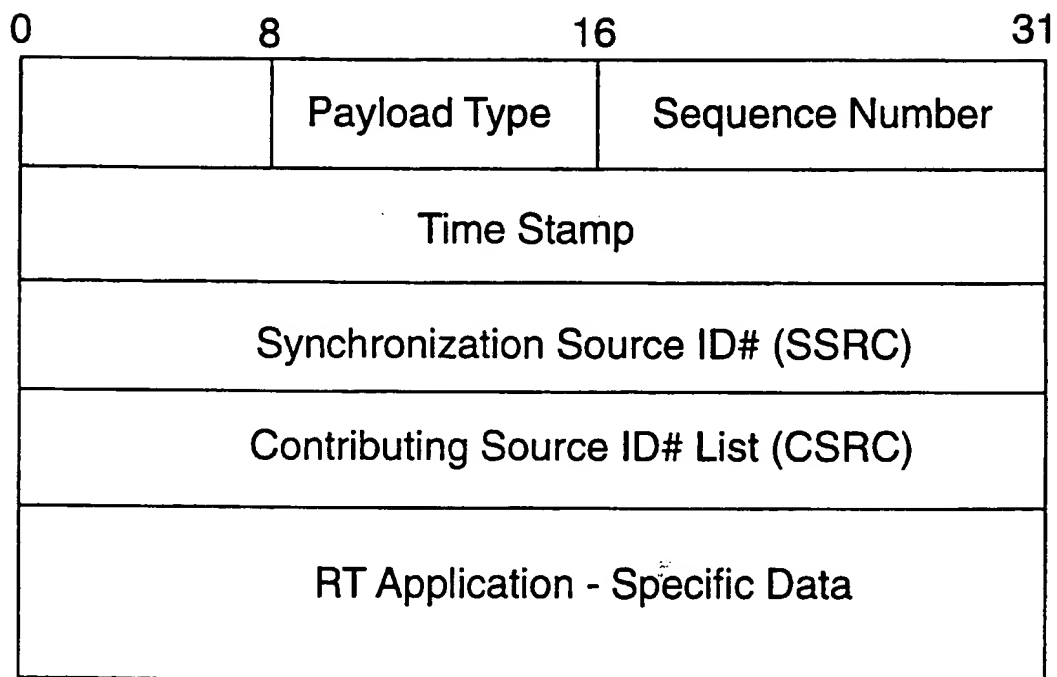 0 8 16 31
Payload Type Sequence Number
Time Stamp
Synchronization Source ID# (SSRC)
Contributing Source ID# List (CSRC)
RT Application - Specific Data